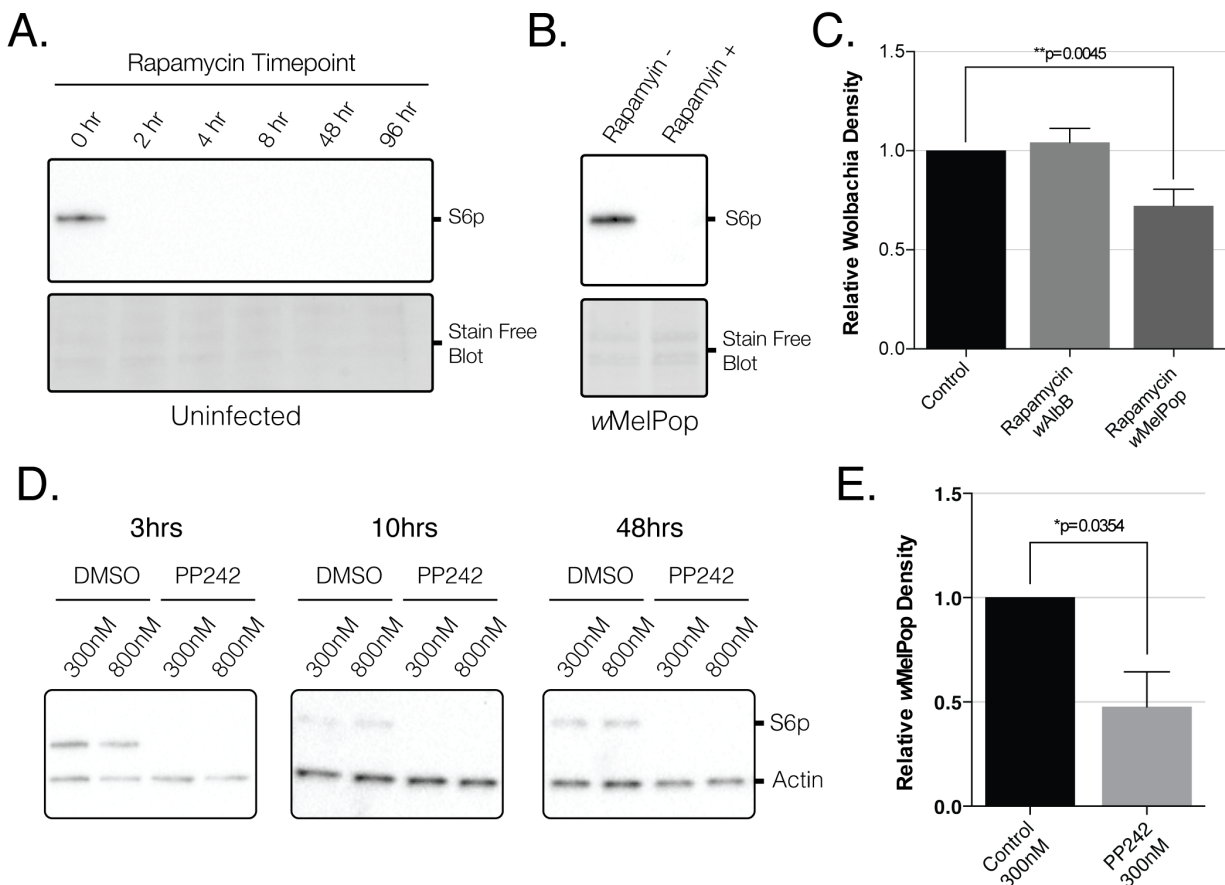 A.
Rapamycin Timepoint
0 hr
2 hr
4 hr
8 hr
48 hr
96 hr
S6p
Stain Free
Blot
Uninfected
B.
Rapamyin -
Rapamyin +
S6p
Stain Free
Blot
wMelPop
C.
Relative Wolbachia Density
1.5
1.0
0.5
0.0
**p=0.0045
Control
Rapamycin
wAlbB
Rapamycin
wMelPop
D.
3hrs
DMSO PP242
300nM 800nM 300nM 800nM
10hrs
DMSO PP242
300nM 800nM 300nM 800nM
48hrs
DMSO PP242
300nM 800nM 300nM 800nM
S6p
Actin
E.
Relative wMelPop Density
1.5
1.0
0.5
0.0
*p=0.0354
Control
300nM
PP242
300nM